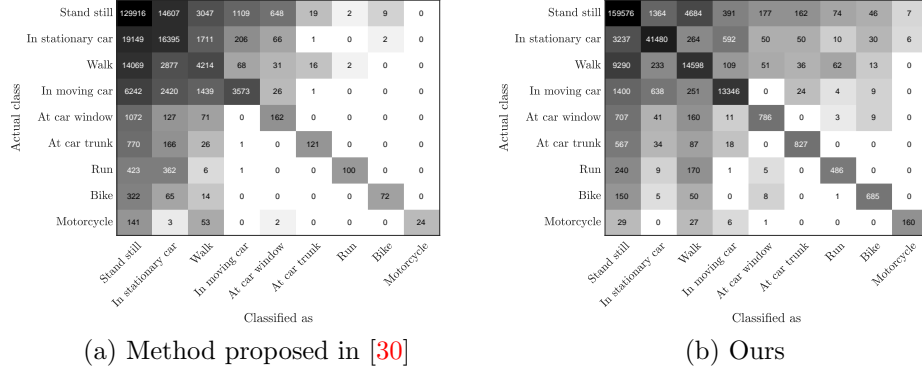 Stand still 129916 14607 3047 1109 648 19 2 9 0
In stationary car 19149 16395 1711 206 66 1 0 2 0
Walk 14069 2877 4214 68 31 16 2 0 0
In moving car 6242 2420 1439 3573 26 1 0 0 0
At car window 1072 127 71 0 162 0 0 0 0
At car trunk 770 166 26 1 0 121 0 0 0
Run 423 362 6 1 0 0 100 0 0
Bike 322 65 14 0 0 0 0 72 0
Motorcycle 141 3 53 0 2 0 0 0 24
Actual class
Stand still In stationary car Walk In moving car At car window At car trunk Run Bike Motorcycle
Classified as
(a) Method proposed in [30]
Stand still 159576 1364 4684 391 177 162 74 46 7
In stationary car 3237 41480 264 592 50 50 10 30 6
Walk 9290 233 14598 109 51 36 62 13 0
In moving car 1400 638 251 13346 0 24 4 9 0
At car window 707 41 160 11 786 0 3 9 0
At car trunk 567 34 87 18 0 827 0 0 0
Run 240 9 170 1 5 0 486 0 0
Bike 150 5 50 0 8 0 1 685 0
Motorcycle 29 0 27 6 1 0 0 0 160
Actual class
Stand still In stationary car Walk In moving car At car window At car trunk Run Bike Motorcycle
Classified as
(b) Ours